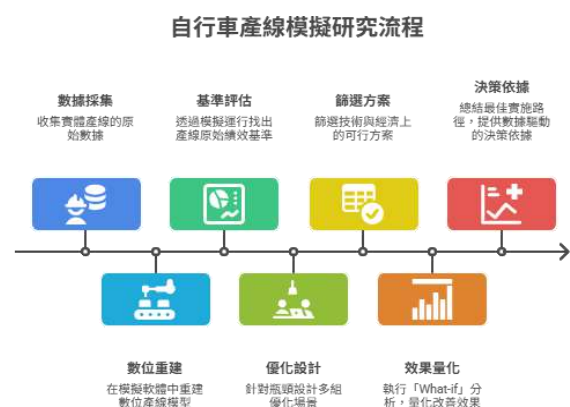 自行車產線模擬研究流程
數據採集
收集實體產線的原
始數據
數位重建
在模擬軟體中重建
數位產線模型
基準評估
透過模擬運行找出
產線原始績效基準
優化設計
針對瓶頸設計多組
優化場景
篩選方案
篩選技術與經濟上
的可行方案
效果量化
執行「What-if」分
析，量化改善效果
決策依據
總結最佳實施路
徑，提供數據驅動
的決策依據